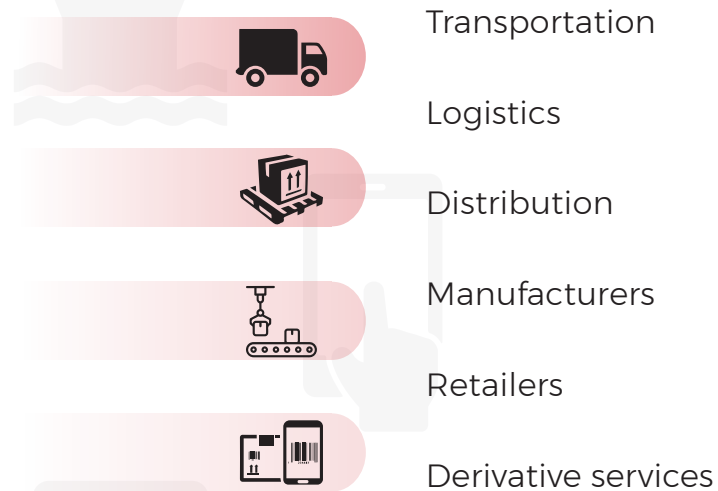 Transportation
Logistics
Distribution
Manufacturers
Retailers
Derivative services